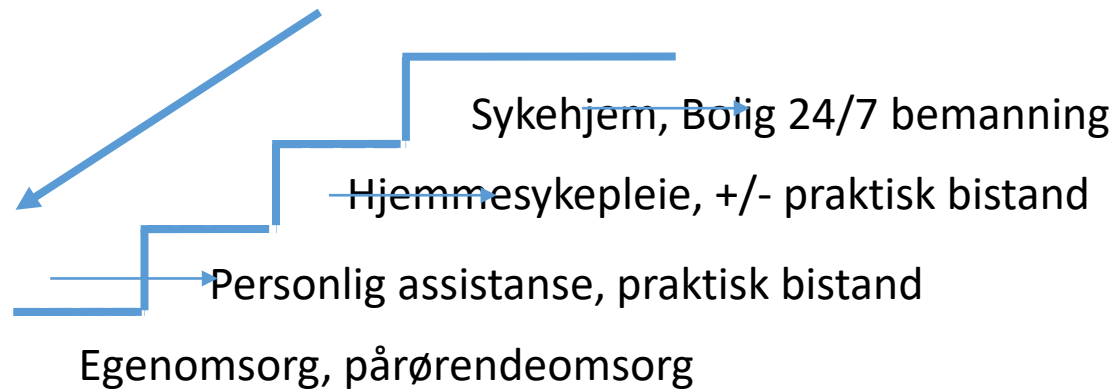 Sykehjem, Bolig 24/7 bemanning
Hjemmesykepleie, +/- praktisk bistand
Personlig assistanse, praktisk bistand
Egenomsorg, pårørendeomsorg